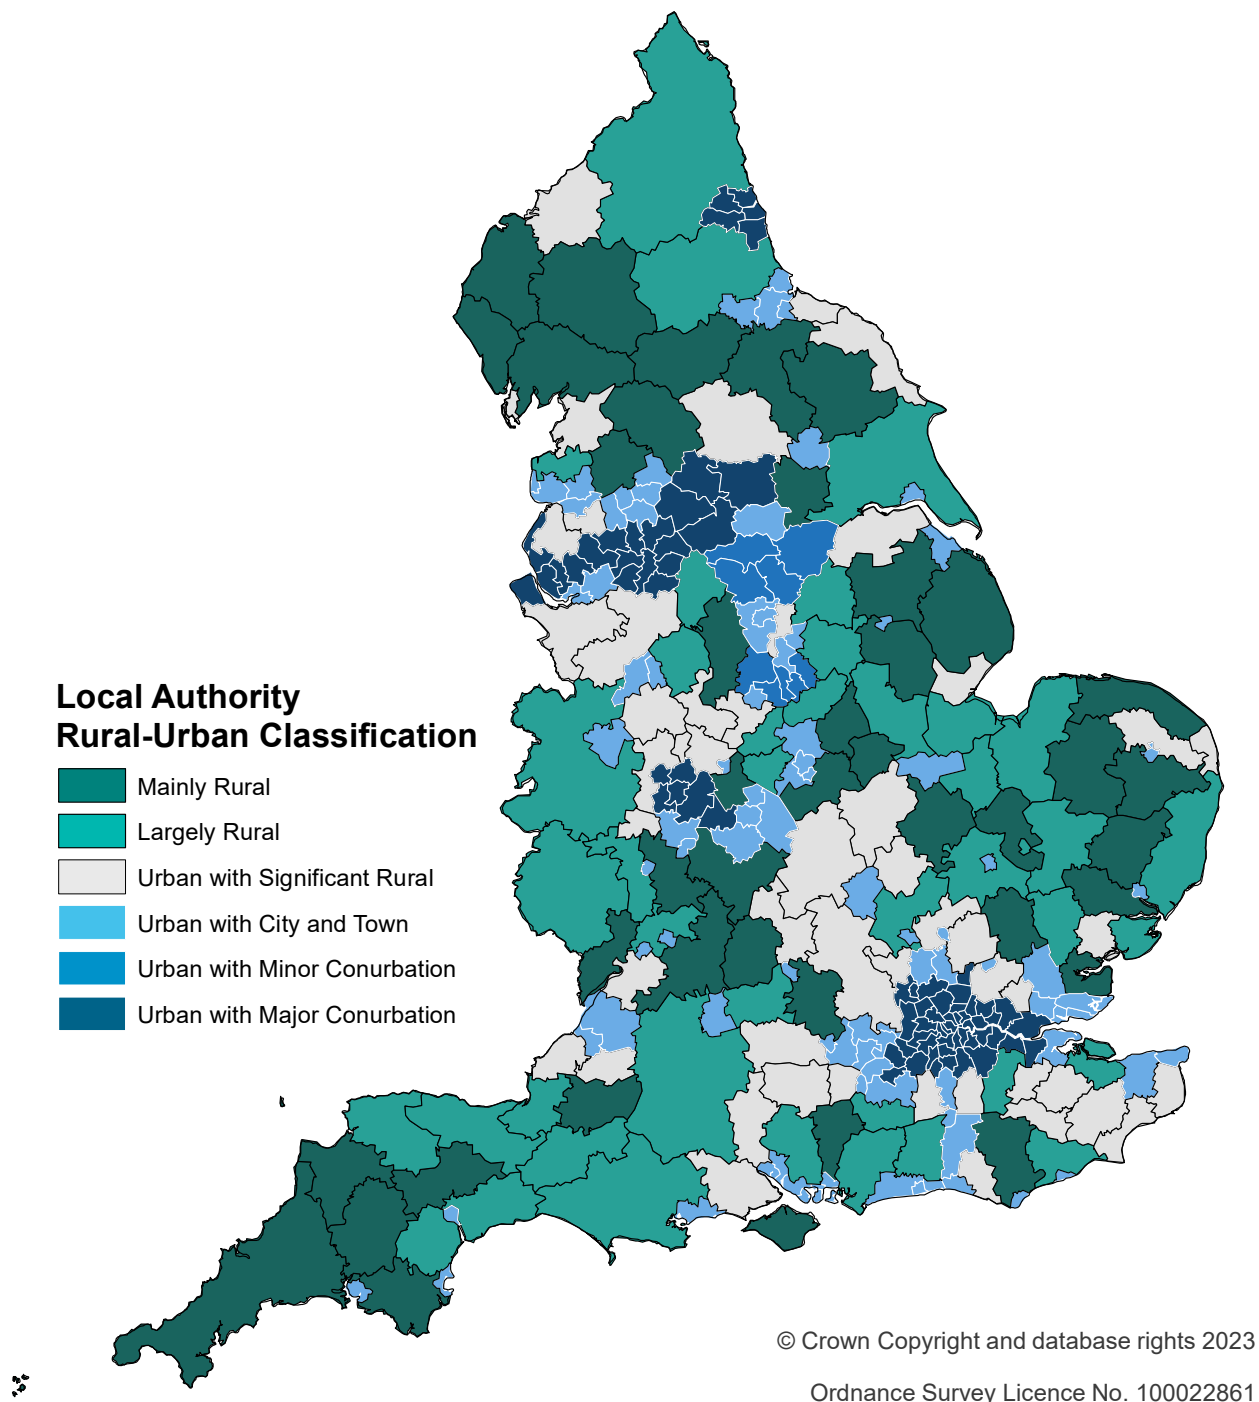 Local Authority
Rural-Urban Classification
Mainly Rural
Largely Rural
Urban with Significant Rural
Urban with City and Town
Urban with Minor Conurbation
Urban with Major Conurbation
© Crown Copyright and database rights 2023
Ordnance Survey Licence No. 100022861